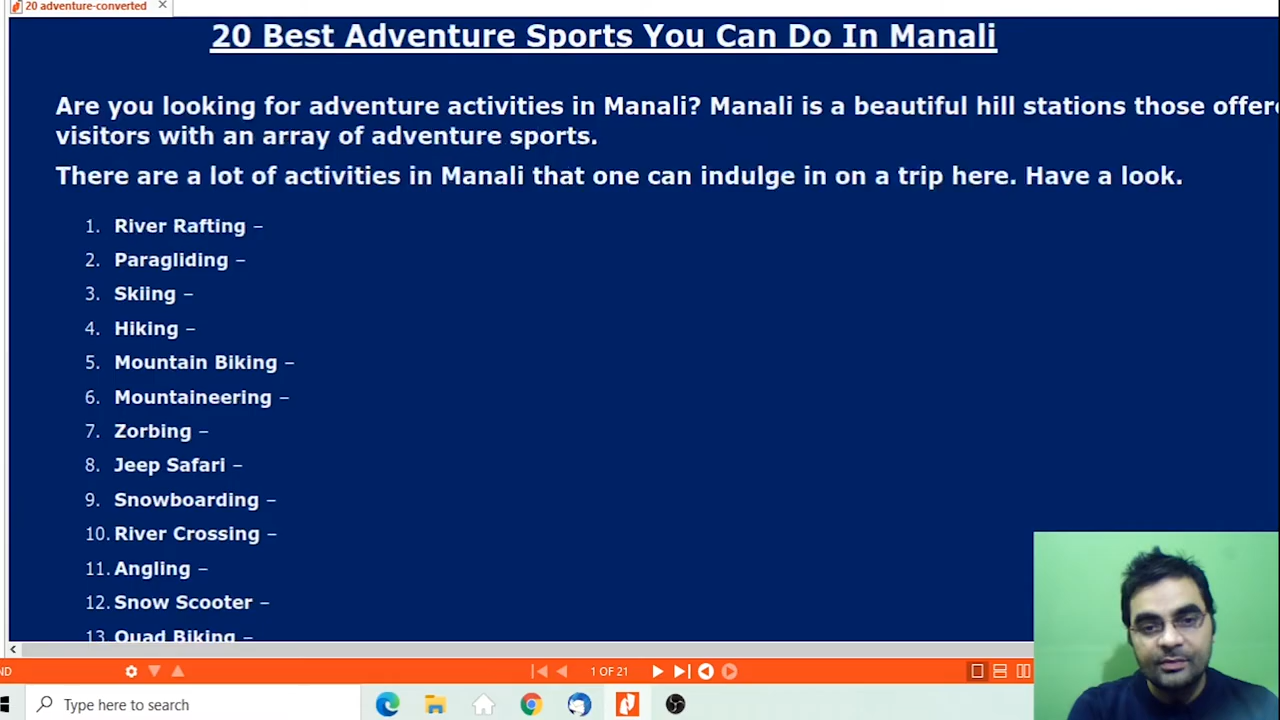 20 adventure-converted
20 Best Adventure Sports You Can Do In Manali
Are you looking for adventure activities in Manali? Manali is a beautiful hill stations those
visitors with an array of adventure sports.
There are a lot of activities in Manali that one can indulge in on a trip here. Have a look.
1. River Rafting –
2. Paragliding –
3. Skiing –
4. Hiking –
5. Mountain Biking –
6. Mountaineering –
7. Zorbing –
8. Jeep Safari –
9. Snowboarding –
10. River Crossing –
11. Angling –
12. Snow Scooter –
13. Quad Biking –
1 OF 21
Type here to search